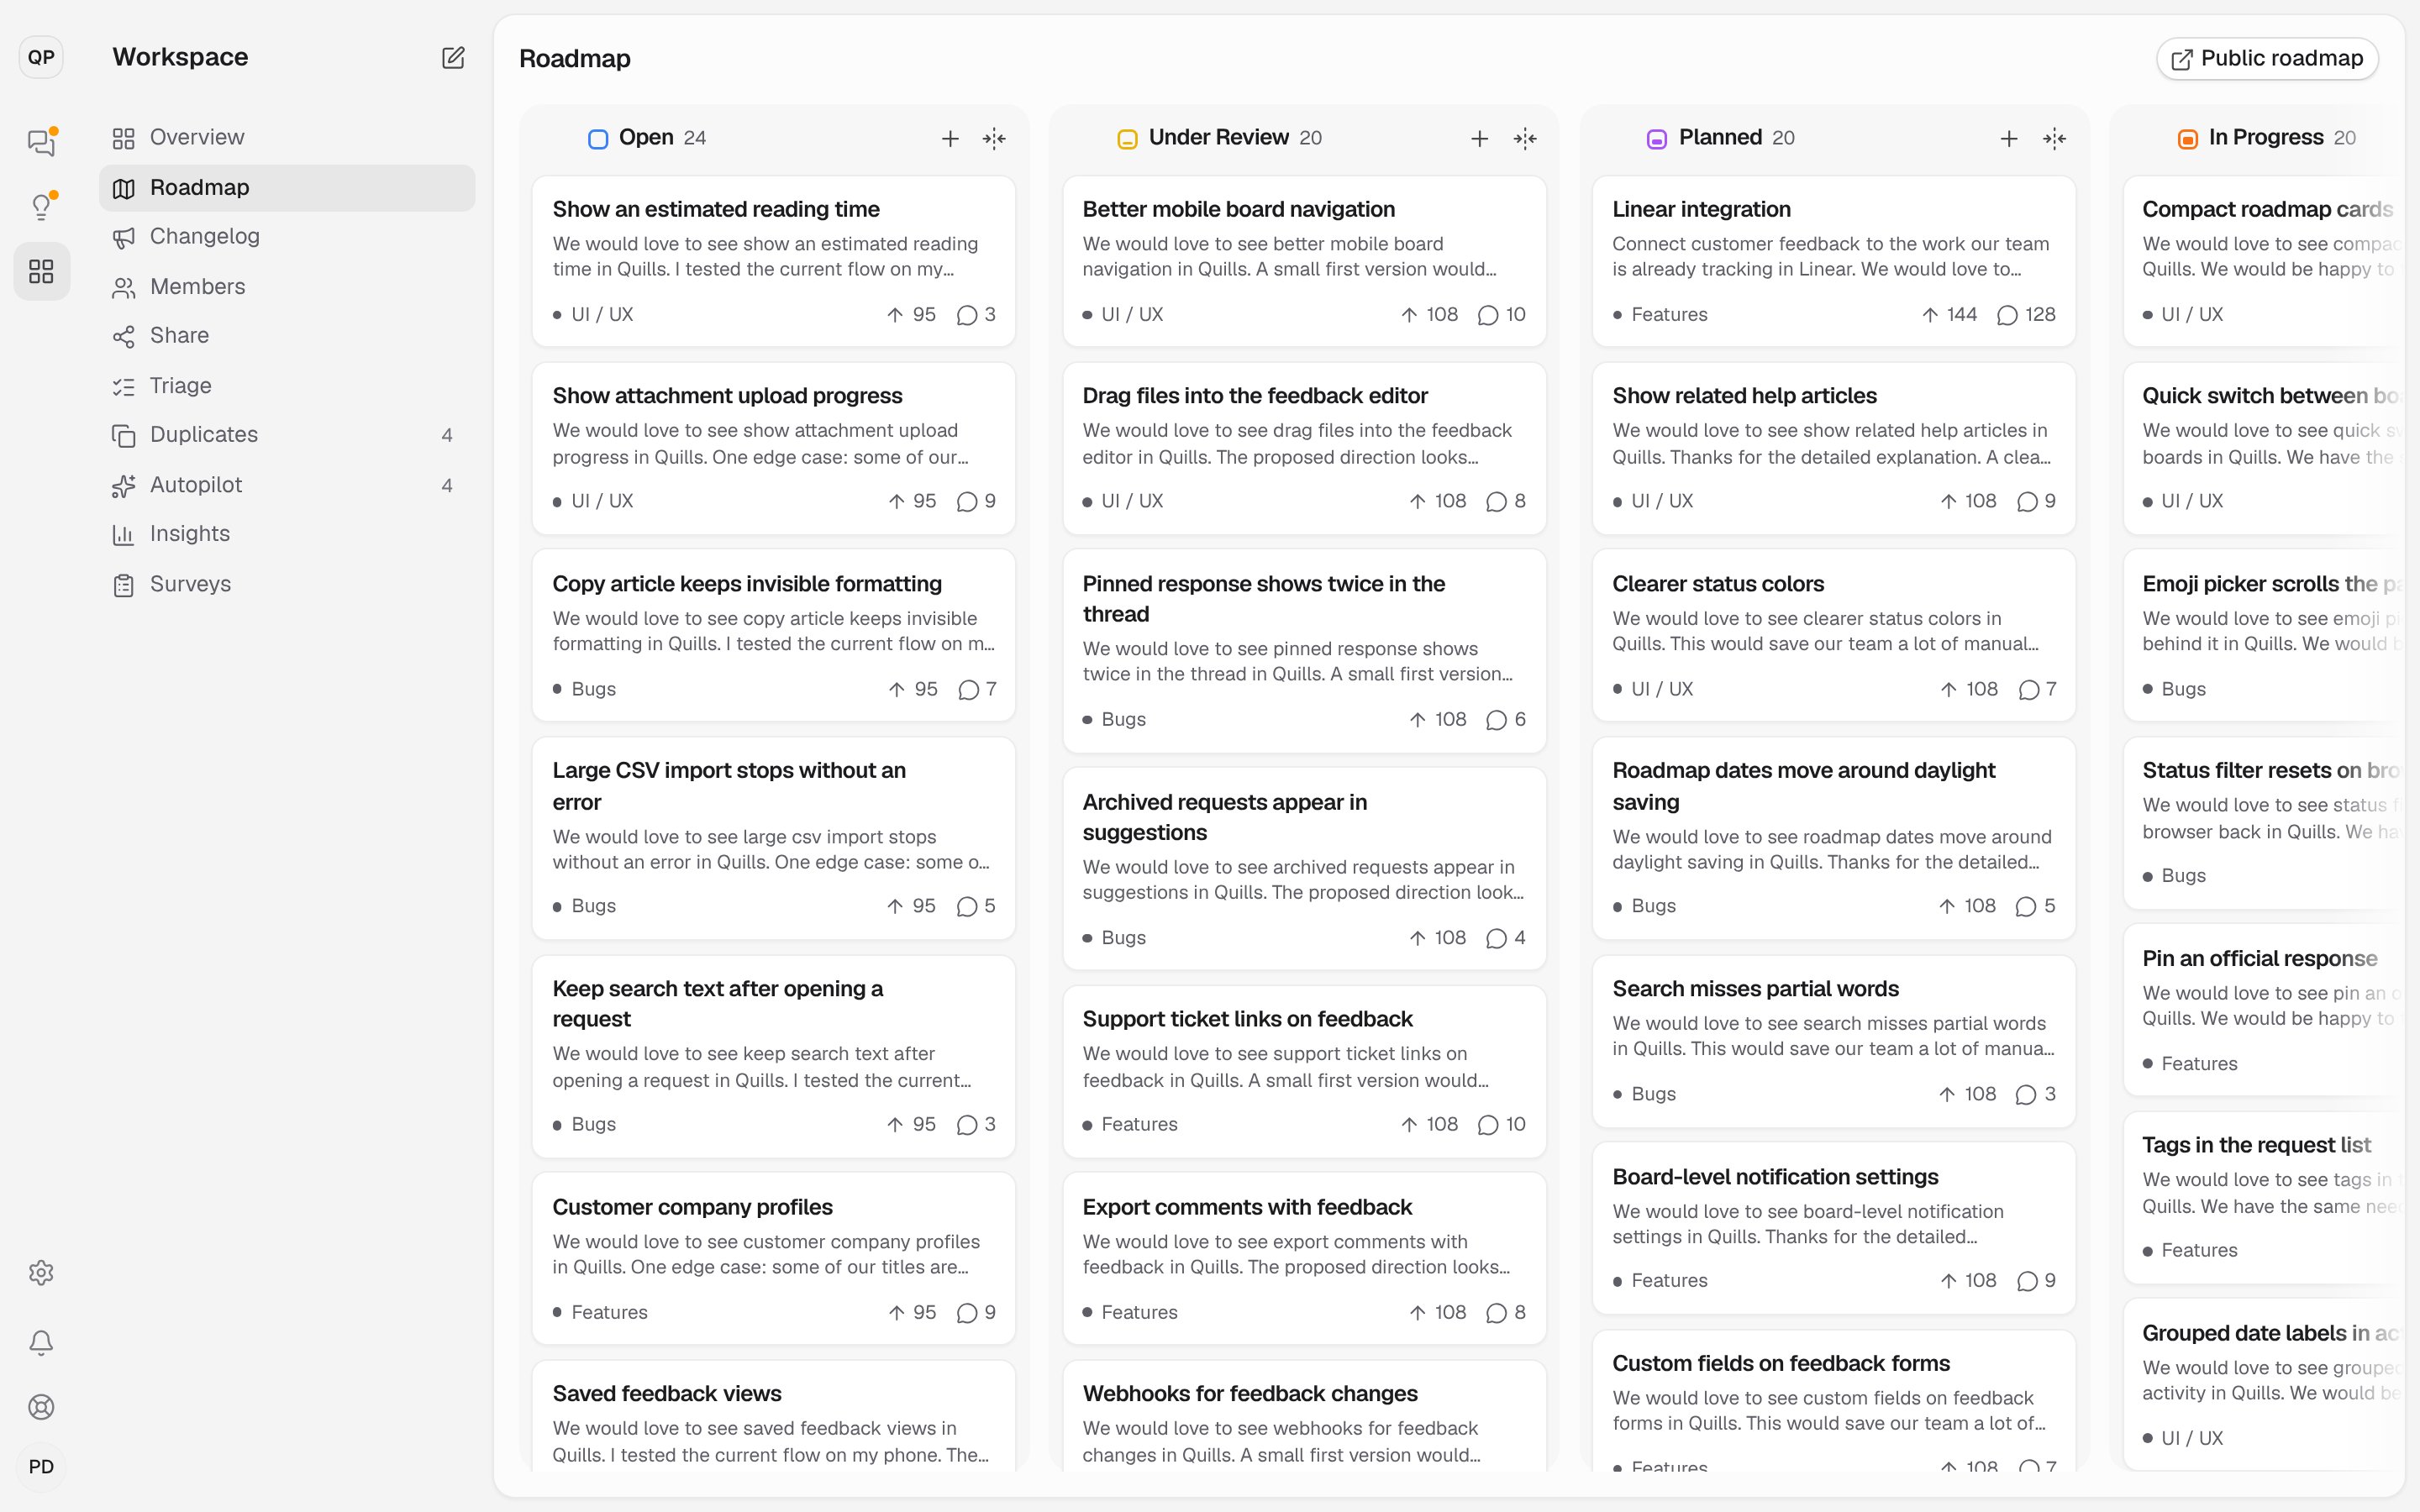 QP
Workspace
Overview
Roadmap
Changelog
Members
Share
Triage
Duplicates 4
Autopilot 4
Insights
Surveys
PD
Roadmap
Public roadmap
Open 24
Show an estimated reading time
We would love to see show an estimated reading
time in Quills. I tested the current flow on my…
UI / UX 95 3
Show attachment upload progress
We would love to see show attachment upload
progress in Quills. One edge case: some of our…
UI / UX 95 9
Copy article keeps invisible formatting
We would love to see copy article keeps invisible
formatting in Quills. I tested the current flow on m…
Bugs 95 7
Large CSV import stops without an
error
We would love to see large csv import stops
without an error in Quills. One edge case: some o…
Bugs 95 5
Keep search text after opening a
request
We would love to see keep search text after
opening a request in Quills. I tested the current…
Bugs 95 3
Customer company profiles
We would love to see customer company profiles
in Quills. One edge case: some of our titles are…
Features 95 9
Saved feedback views
We would love to see saved feedback views in
Quills. I tested the current flow on my phone. The…
Under Review 20
Better mobile board navigation
We would love to see better mobile board
navigation in Quills. A small first version would…
UI / UX 108 10
Drag files into the feedback editor
We would love to see drag files into the feedback
editor in Quills. The proposed direction looks…
UI / UX 108 8
Pinned response shows twice in the
thread
We would love to see pinned response shows
twice in the thread in Quills. A small first version…
Bugs 108 6
Archived requests appear in
suggestions
We would love to see archived requests appear in
suggestions in Quills. The proposed direction look…
Bugs 108 4
Support ticket links on feedback
We would love to see support ticket links on
feedback in Quills. A small first version would…
Features 108 10
Export comments with feedback
We would love to see export comments with
feedback in Quills. The proposed direction looks…
Features 108 8
Webhooks for feedback changes
We would love to see webhooks for feedback
changes in Quills. A small first version would…
Planned 20
Linear integration
Connect customer feedback to the work our team
is already tracking in Linear. We would love to…
Features 144 128
Show related help articles
We would love to see show related help articles in
Quills. Thanks for the detailed explanation. A clea…
UI / UX 108 9
Clearer status colors
We would love to see clearer status colors in
Quills. This would save our team a lot of manual…
UI / UX 108 7
Roadmap dates move around daylight
saving
We would love to see roadmap dates move around
daylight saving in Quills. Thanks for the detailed…
Bugs 108 5
Search misses partial words
We would love to see search misses partial words
in Quills. This would save our team a lot of manua…
Bugs 108 3
Board-level notification settings
We would love to see board-level notification
settings in Quills. Thanks for the detailed…
Features 108 9
Custom fields on feedback forms
We would love to see custom fields on feedback
forms in Quills. This would save our team a lot of…
Features 108 7
In Progress 20
Compact roadmap cards
We would love to see
Quills. We would be happy to
UI / UX
Quick switch between
We would love to see quick
boards in Quills. We have the
UI / UX
Emoji picker scrolls the
We would love to see emoji
behind it in Quills. We would
Bugs
Status filter resets on
We would love to see status
browser back in Quills. We
Bugs
Pin an official response
We would love to see pin an
Quills. We would be happy to
Features
Tags in the request list
We would love to see tags in
Quills. We have the same
Features
Grouped date labels in
We would love to see
activity in Quills. We would
UI / UX